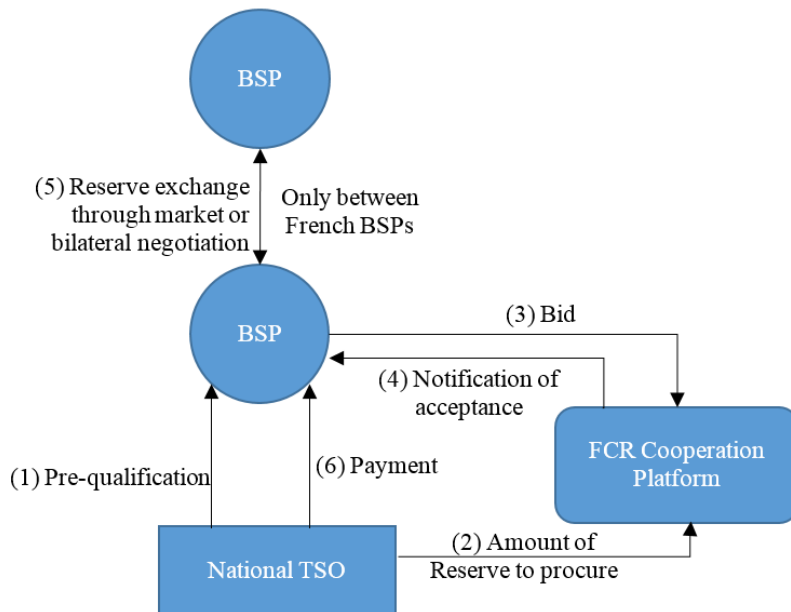 BSP
(5) Reserve exchange
through market or
bilateral negotiation
Only between
French BSPs
BSP
(3) Bid
(4) Notification of
acceptance
FCR Cooperation
Platform
(1) Pre-qualification
(6) Payment
National TSO
(2) Amount of
Reserve to procure